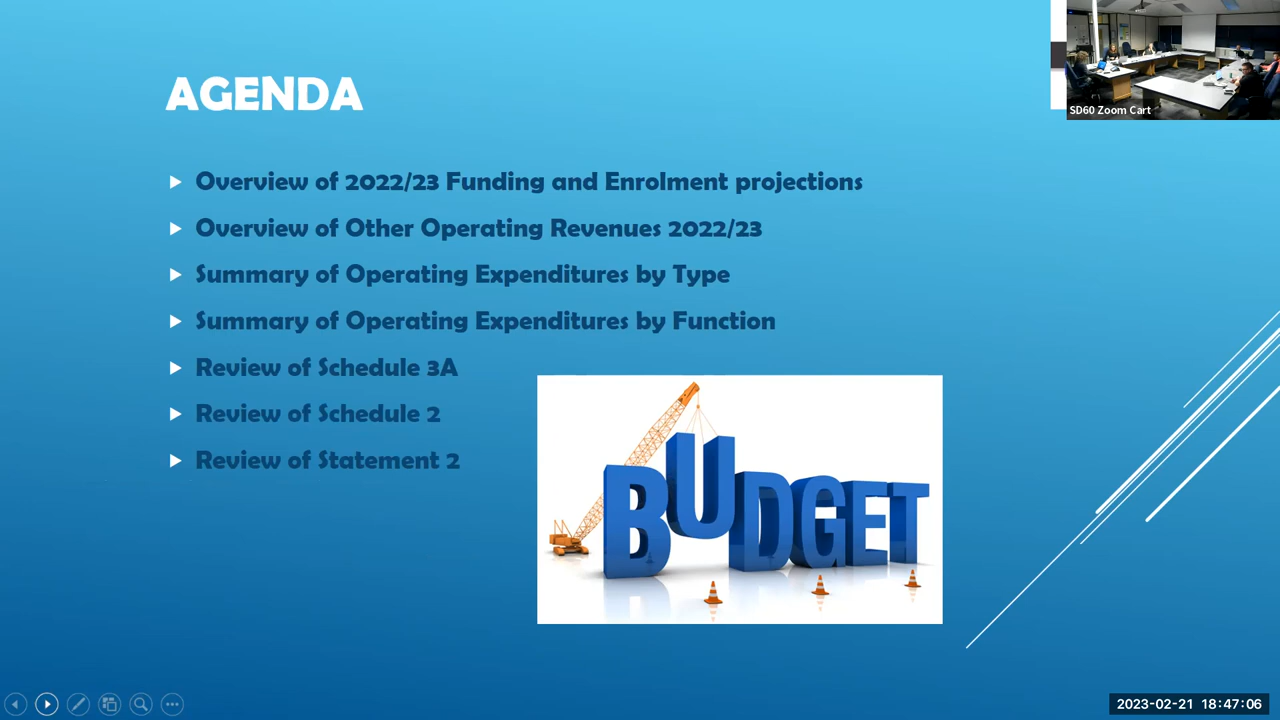 AGENDA
SD60 Zoom Cart
Overview of 2022/23 Funding and Enrolment projections
Overview of Other Operating Revenues 2022/23
Summary of Operating Expenditures by Type
Summary of Operating Expenditures by Function
Review of Schedule 3A
Review of Schedule 2
Review of Statement 2
BUDGET
2023-02-21 18:47:06